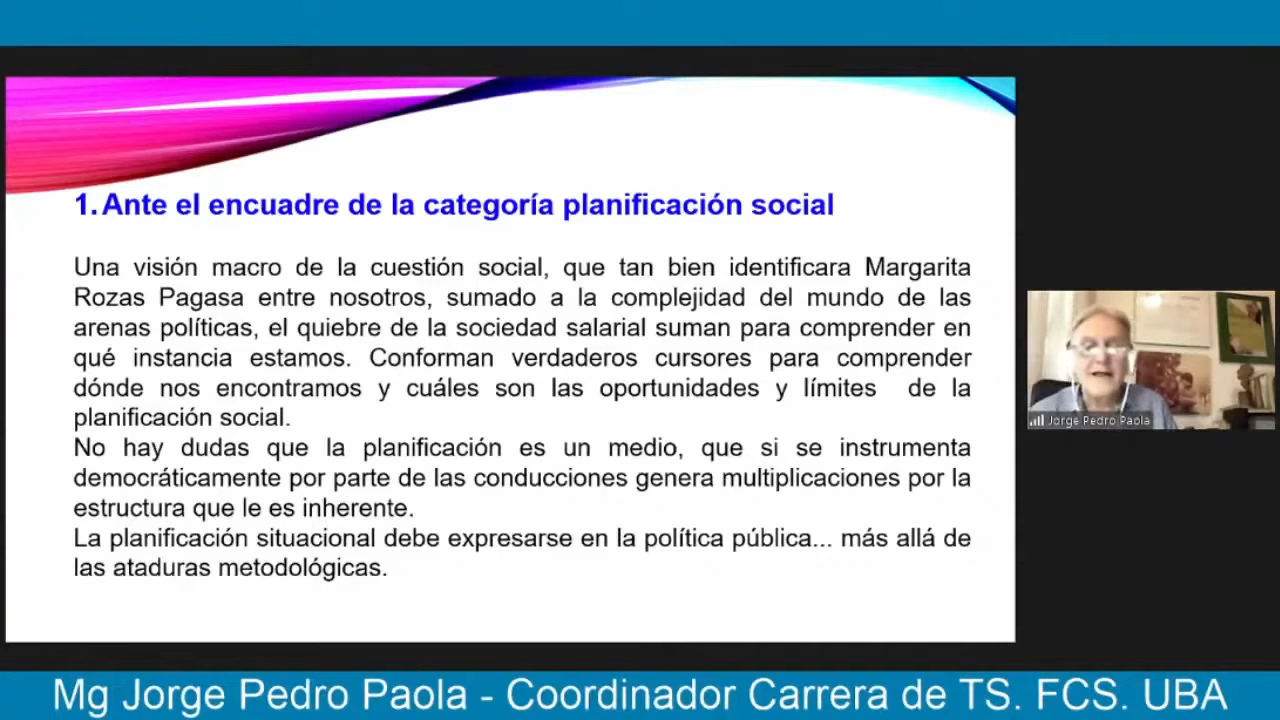 1. Ante el encuadre de la categoría planificación social
Una visión macro de la cuestión social, que tan bien identificara Margarita
Rozas Pagasa entre nosotros, sumado a la complejidad del mundo de las
arenas políticas, el quiebre de la sociedad salarial suman para comprender en
qué instancia estamos. Conforman verdaderos cursores para comprender
dónde nos encontramos y cuáles son las oportunidades y límites de la
planificación social.
No hay dudas que la planificación es un medio, que si se instrumenta
democráticamente por parte de las conducciones genera multiplicaciones por la
estructura que le es inherente.
La planificación situacional debe expresarse en la política pública... más allá de
las ataduras metodológicas.
Jorge Pedro Paola
Mg Jorge Pedro Paola - Coordinador Carrera de TS. FCS. UBA